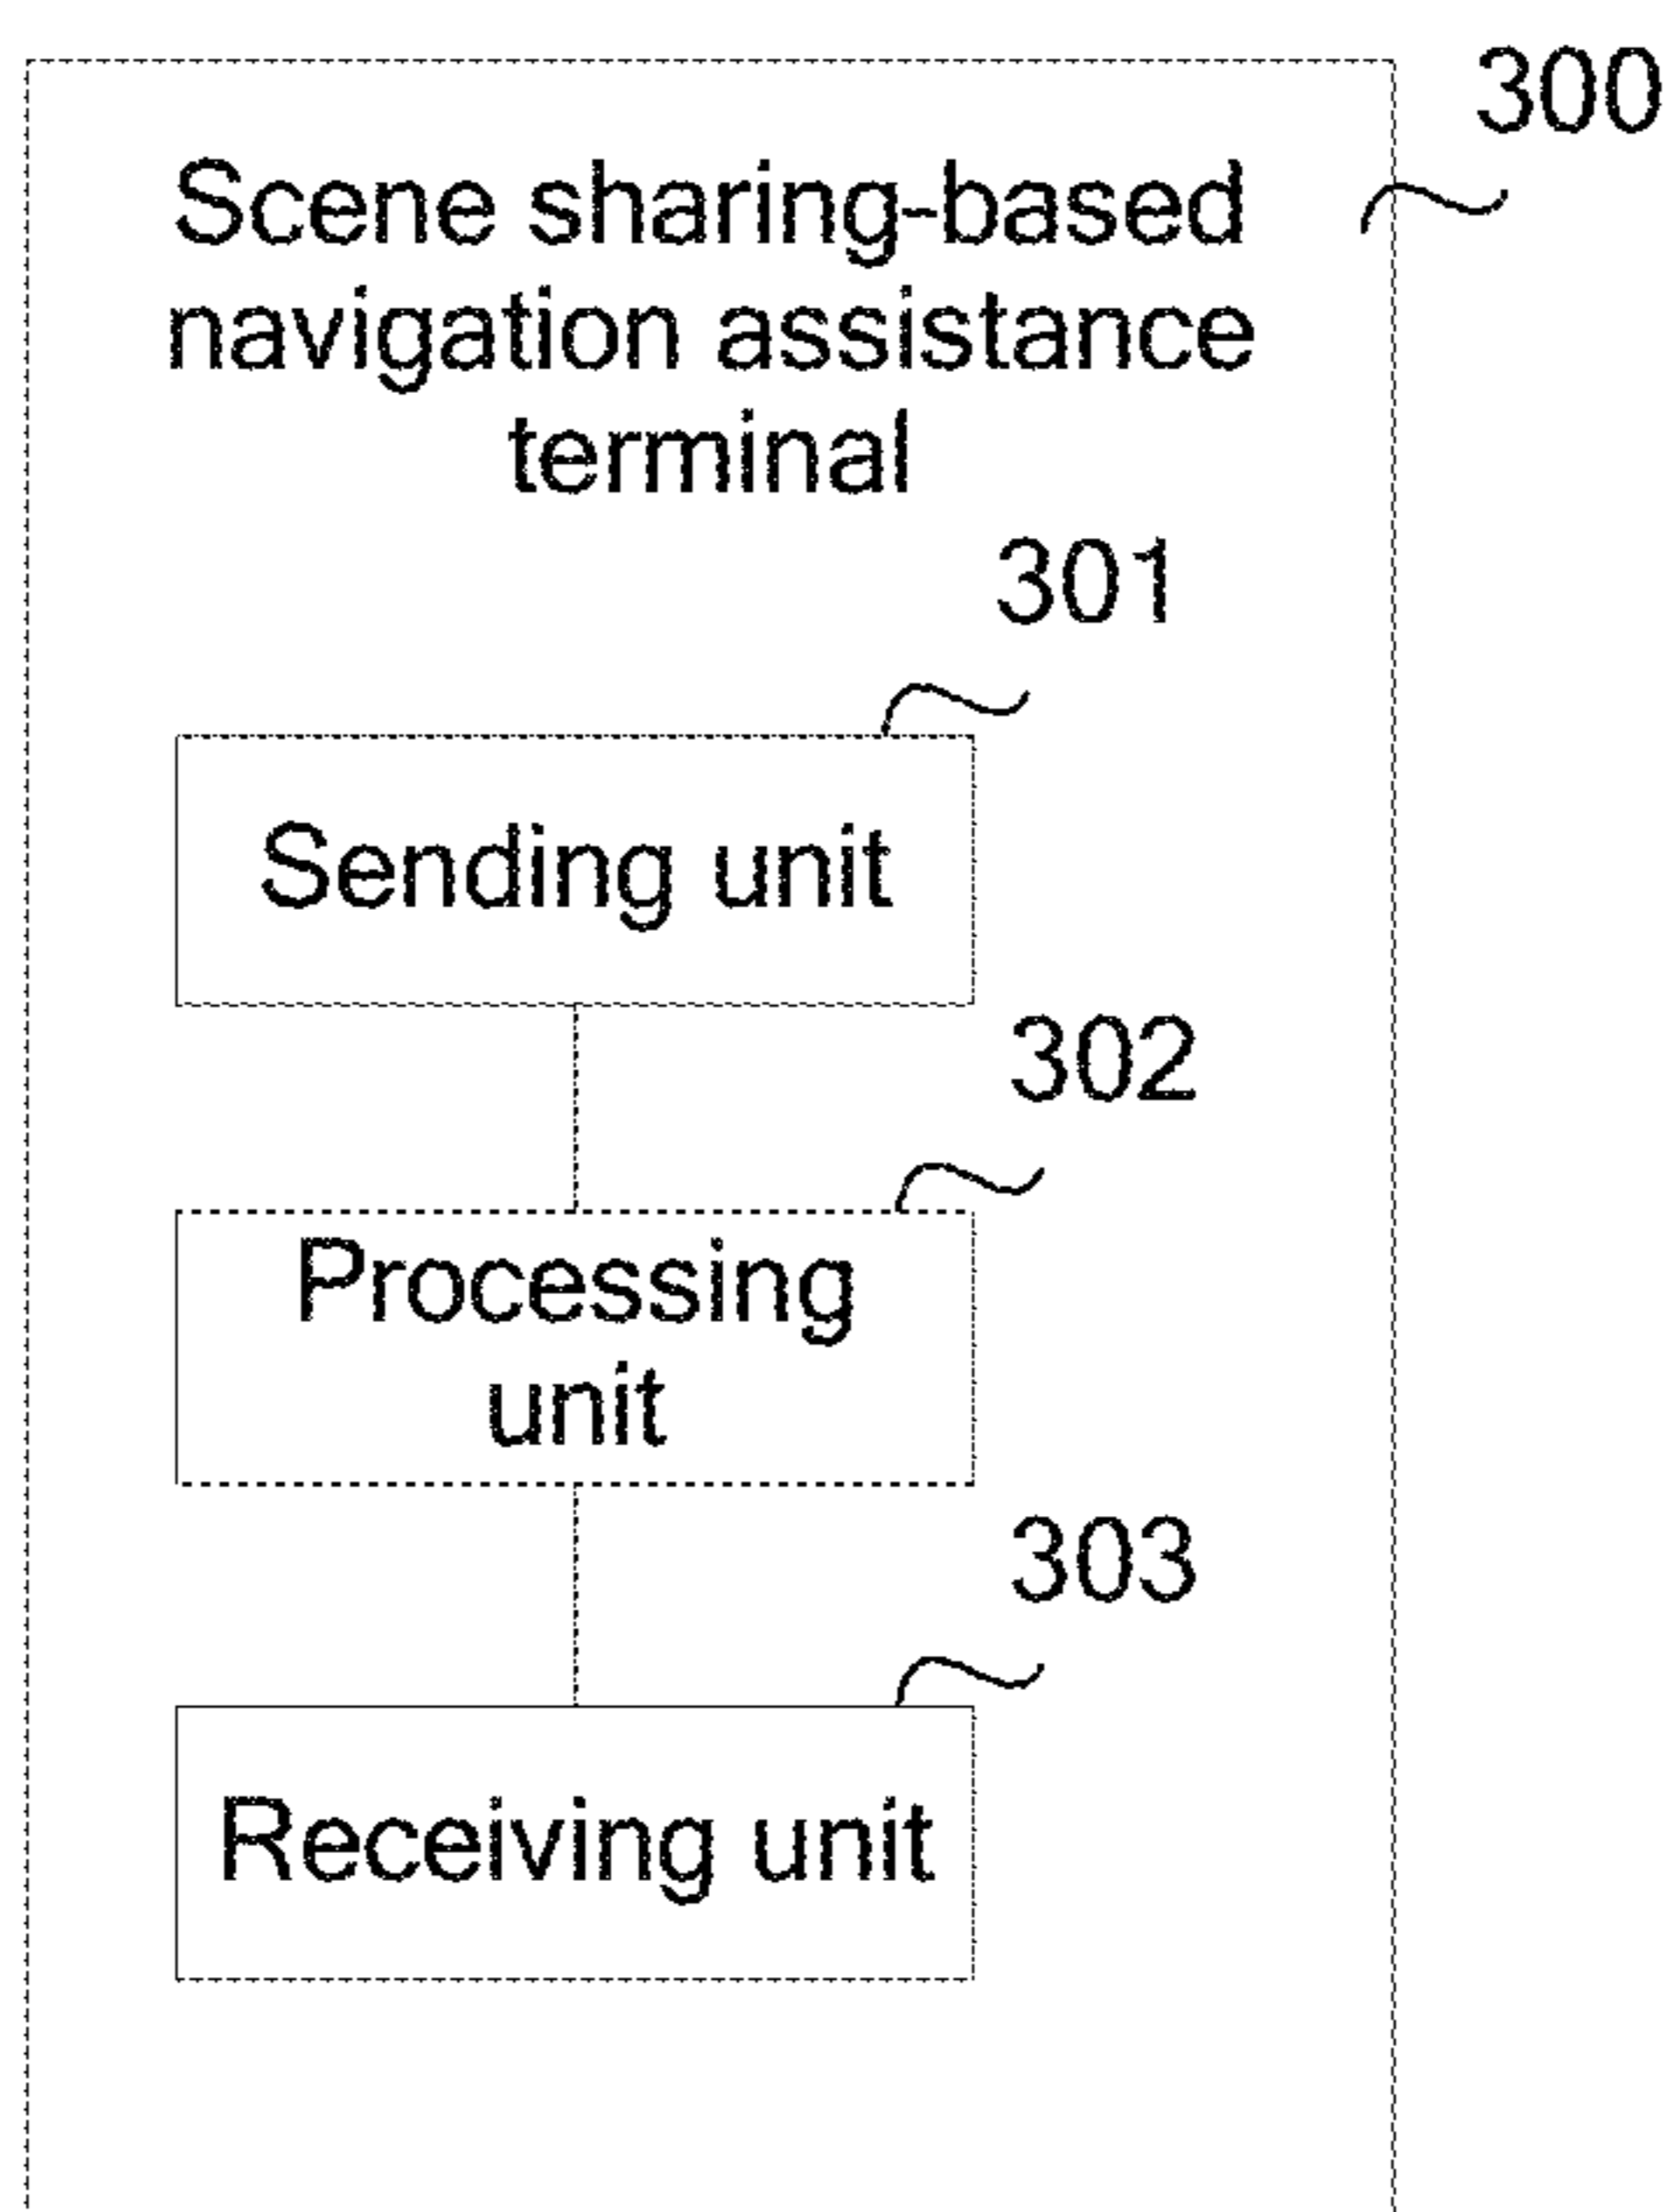 300
Scene sharing-based
navigation assistance
terminal
301
Sending unit
302
Processing
unit
303
Receiving unit